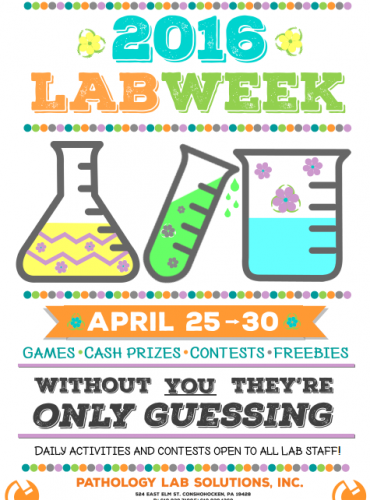 2016
LABWEEK
APRIL 25-30
GAMES • CASH PRIZES • CONTESTS • FREEBIES
WITHOUT YOU THEY'RE
ONLY GUESSING
DAILY ACTIVITIES AND CONTESTS OPEN TO ALL LAB STAFF!
PATHOLOGY LAB SOLUTIONS, INC.
524 EAST ELM ST. CONSHOHOCKEN, PA 19428